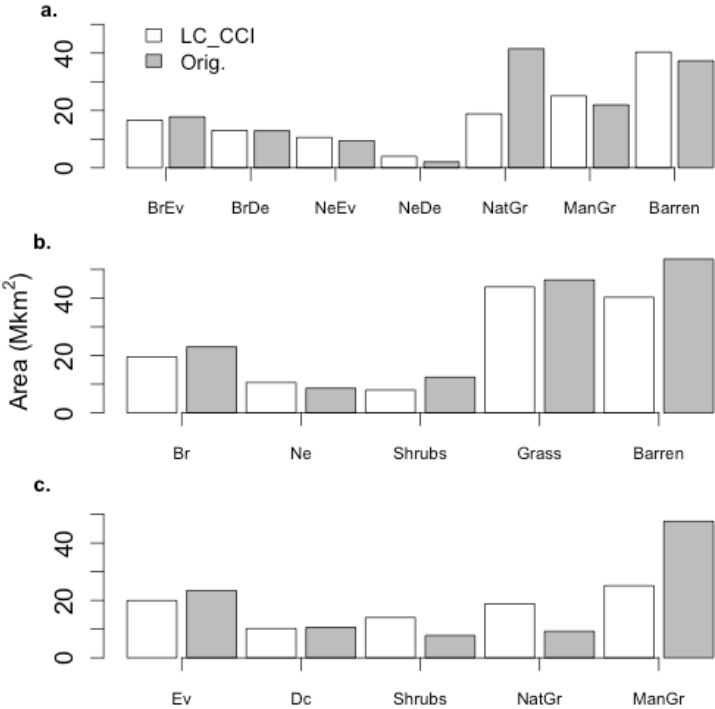 a.
LC_CCI
Orig.
0 20 40
BrEv BrDe NeEv NeDe NatGr ManGr Barren
b.
Area (Mkm²)
0 20 40
Br Ne Shrubs Grass Barren
c.
0 20 40
Ev Dc Shrubs NatGr ManGr